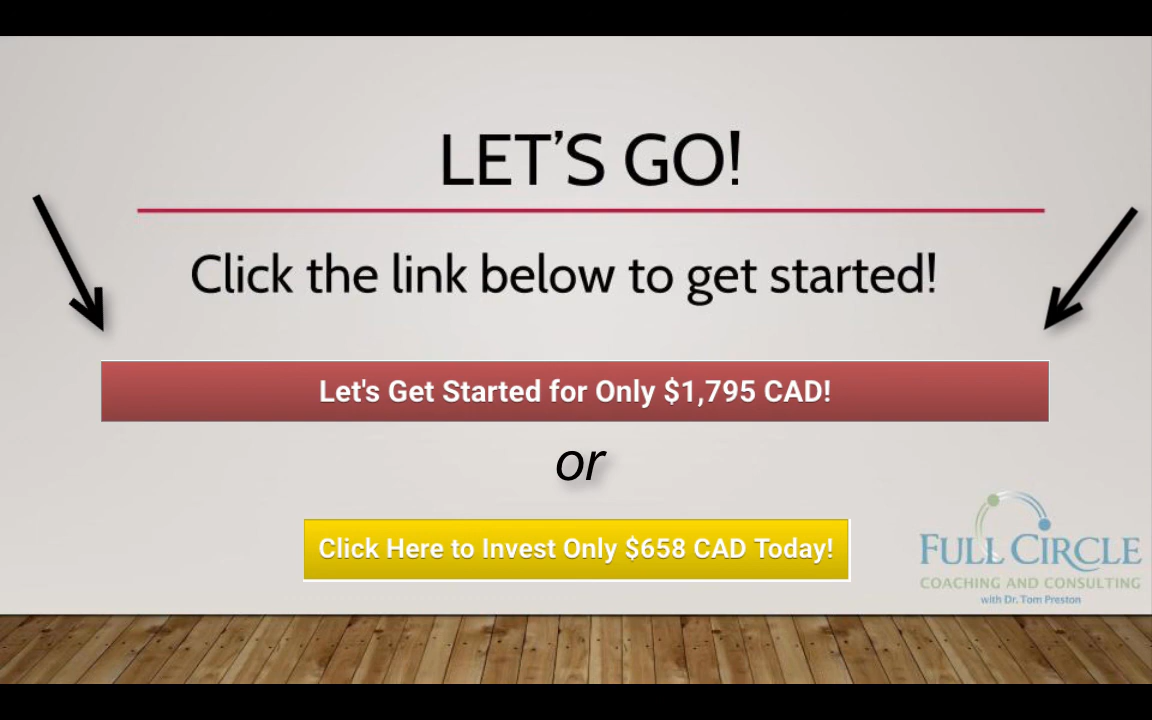 LET'S GO!
Click the link below to get started!
Let's Get Started for Only $1,795 CAD!
or
Click Here to Invest Only $658 CAD Today!
FULL CIRCLE
COACHING AND CONSULTING
with Dr. Tom Preston